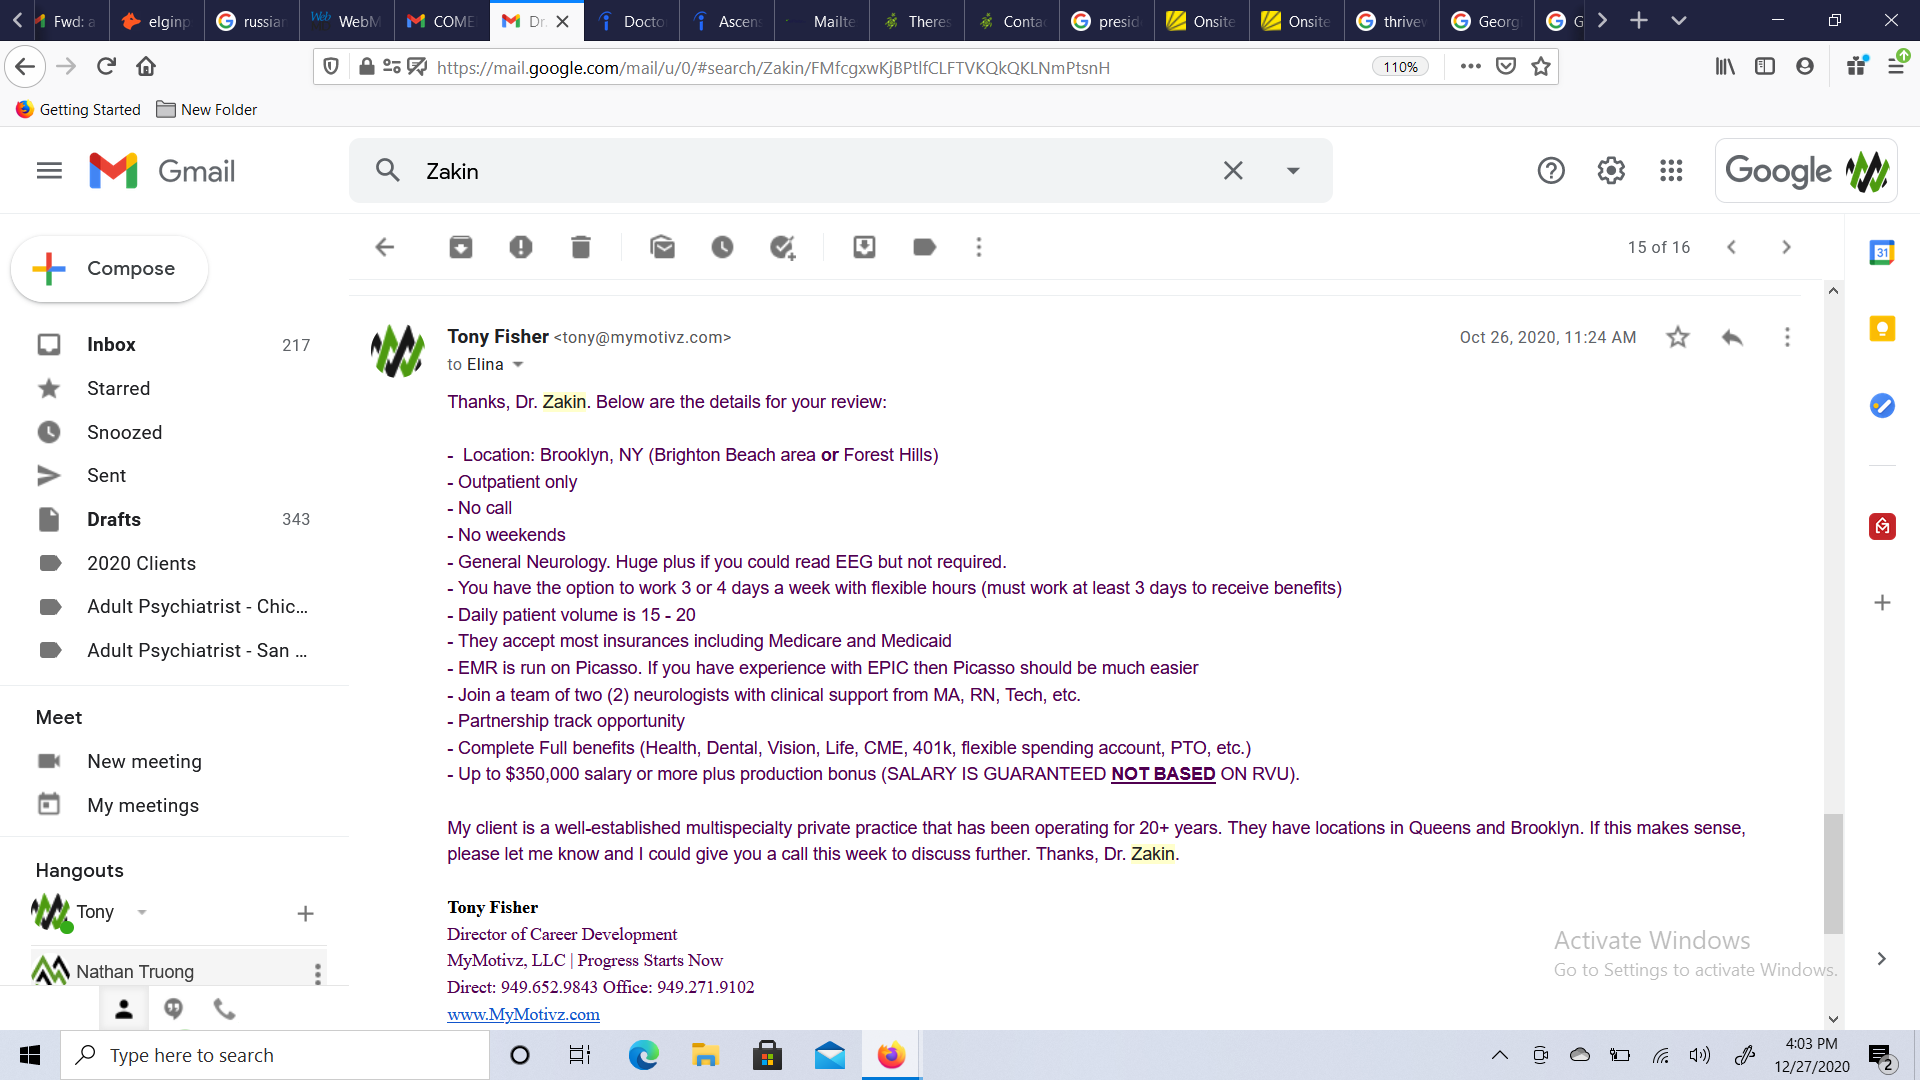 Fwd: a
elginp
russian
Web
WebM
COME
Dr.
Docto
Ascens
Mailte
Theres
Contac
presid
Onsite
Onsite
thrivew
Georg
G
https://mail.google.com/mail/u/0/#search/Zakin/FMfcgxwKjBPtlfCLFTVKQkQKLNmPtsnH
110%
Getting Started
New Folder
Gmail
Zakin
Google
Compose
15 of 16
31
Inbox 217
Starred
Snoozed
Sent
Drafts 343
2020 Clients
Adult Psychiatrist - Chic...
Adult Psychiatrist - San ...
Meet
New meeting
My meetings
Hangouts
Tony
Nathan Truong
Tony Fisher <tony@mymotivz.com>
Oct 26, 2020, 11:24 AM
to Elina
Thanks, Dr. Zakin. Below are the details for your review:
- Location: Brooklyn, NY (Brighton Beach area or Forest Hills)
- Outpatient only
- No call
- No weekends
- General Neurology. Huge plus if you could read EEG but not required.
- You have the option to work 3 or 4 days a week with flexible hours (must work at least 3 days to receive benefits)
- Daily patient volume is 15 - 20
- They accept most insurances including Medicare and Medicaid
- EMR is run on Picasso. If you have experience with EPIC then Picasso should be much easier
- Join a team of two (2) neurologists with clinical support from MA, RN, Tech, etc.
- Partnership track opportunity
- Complete Full benefits (Health, Dental, Vision, Life, CME, 401k, flexible spending account, PTO, etc.)
- Up to $350,000 salary or more plus production bonus (SALARY IS GUARANTEED NOT BASED ON RVU).
My client is a well-established multispecialty private practice that has been operating for 20+ years. They have locations in Queens and Brooklyn. If this makes sense,
please let me know and I could give you a call this week to discuss further. Thanks, Dr. Zakin.
Tony Fisher
Director of Career Development
MyMotivz, LLC | Progress Starts Now
Direct: 949.652.9843 Office: 949.271.9102
www.MyMotivz.com
Activate Windows
Go to Settings to activate Windows.
Type here to search
4:03 PM
12/27/2020
2